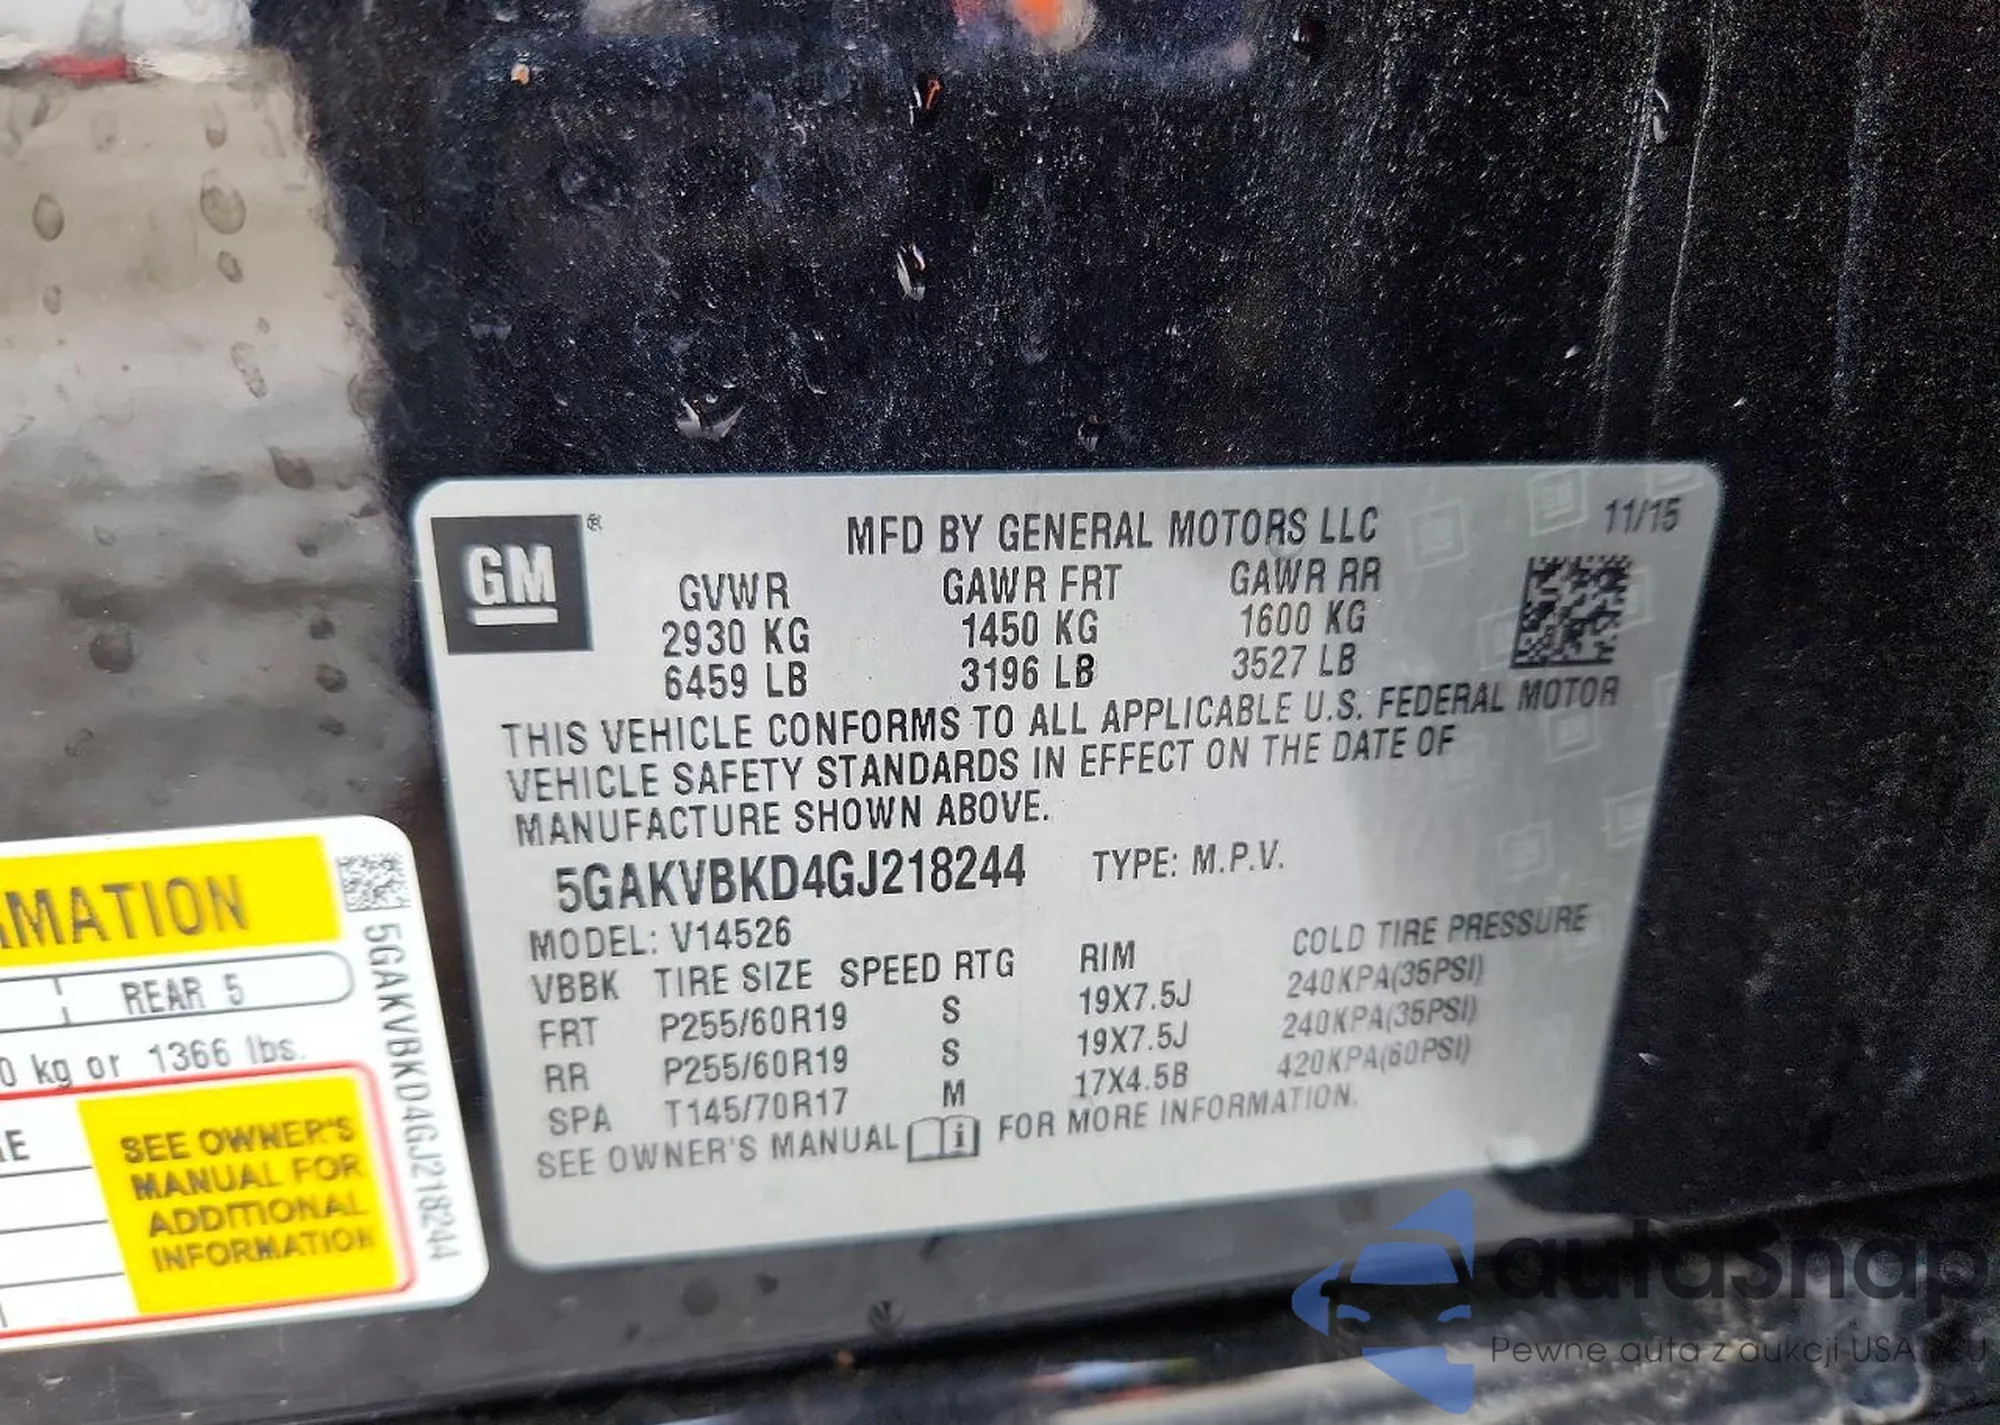 GM ®
MFD BY GENERAL MOTORS LLC
11/15
GVWR GAWR FRT GAWR RR
2930 KG 1450 KG 1600 KG
6459 LB 3196 LB 3527 LB
THIS VEHICLE CONFORMS TO ALL APPLICABLE U.S. FEDERAL MOTOR
VEHICLE SAFETY STANDARDS IN EFFECT ON THE DATE OF
MANUFACTURE SHOWN ABOVE.
5GAKVBKD4GJ218244 TYPE: M.P.V.
MODEL: V14526
VBBK TIRE SIZE SPEED RTG RIM COLD TIRE PRESSURE
FRT P255/60R19 S 19X7.5J 240KPA(35PSI)
RR P255/60R19 S 19X7.5J 240KPA(35PSI)
SPA T145/70R17 M 17X4.5B 420KPA(60PSI)
SEE OWNER'S MANUAL i FOR MORE INFORMATION.
MATION
REAR 5
0 kg or 1366 lbs.
SEE OWNER'S
MANUAL FOR
ADDITIONAL
INFORMATION
5GAKVBKD4GJ218244
autoSnap
Pewne auta z aukcji USA